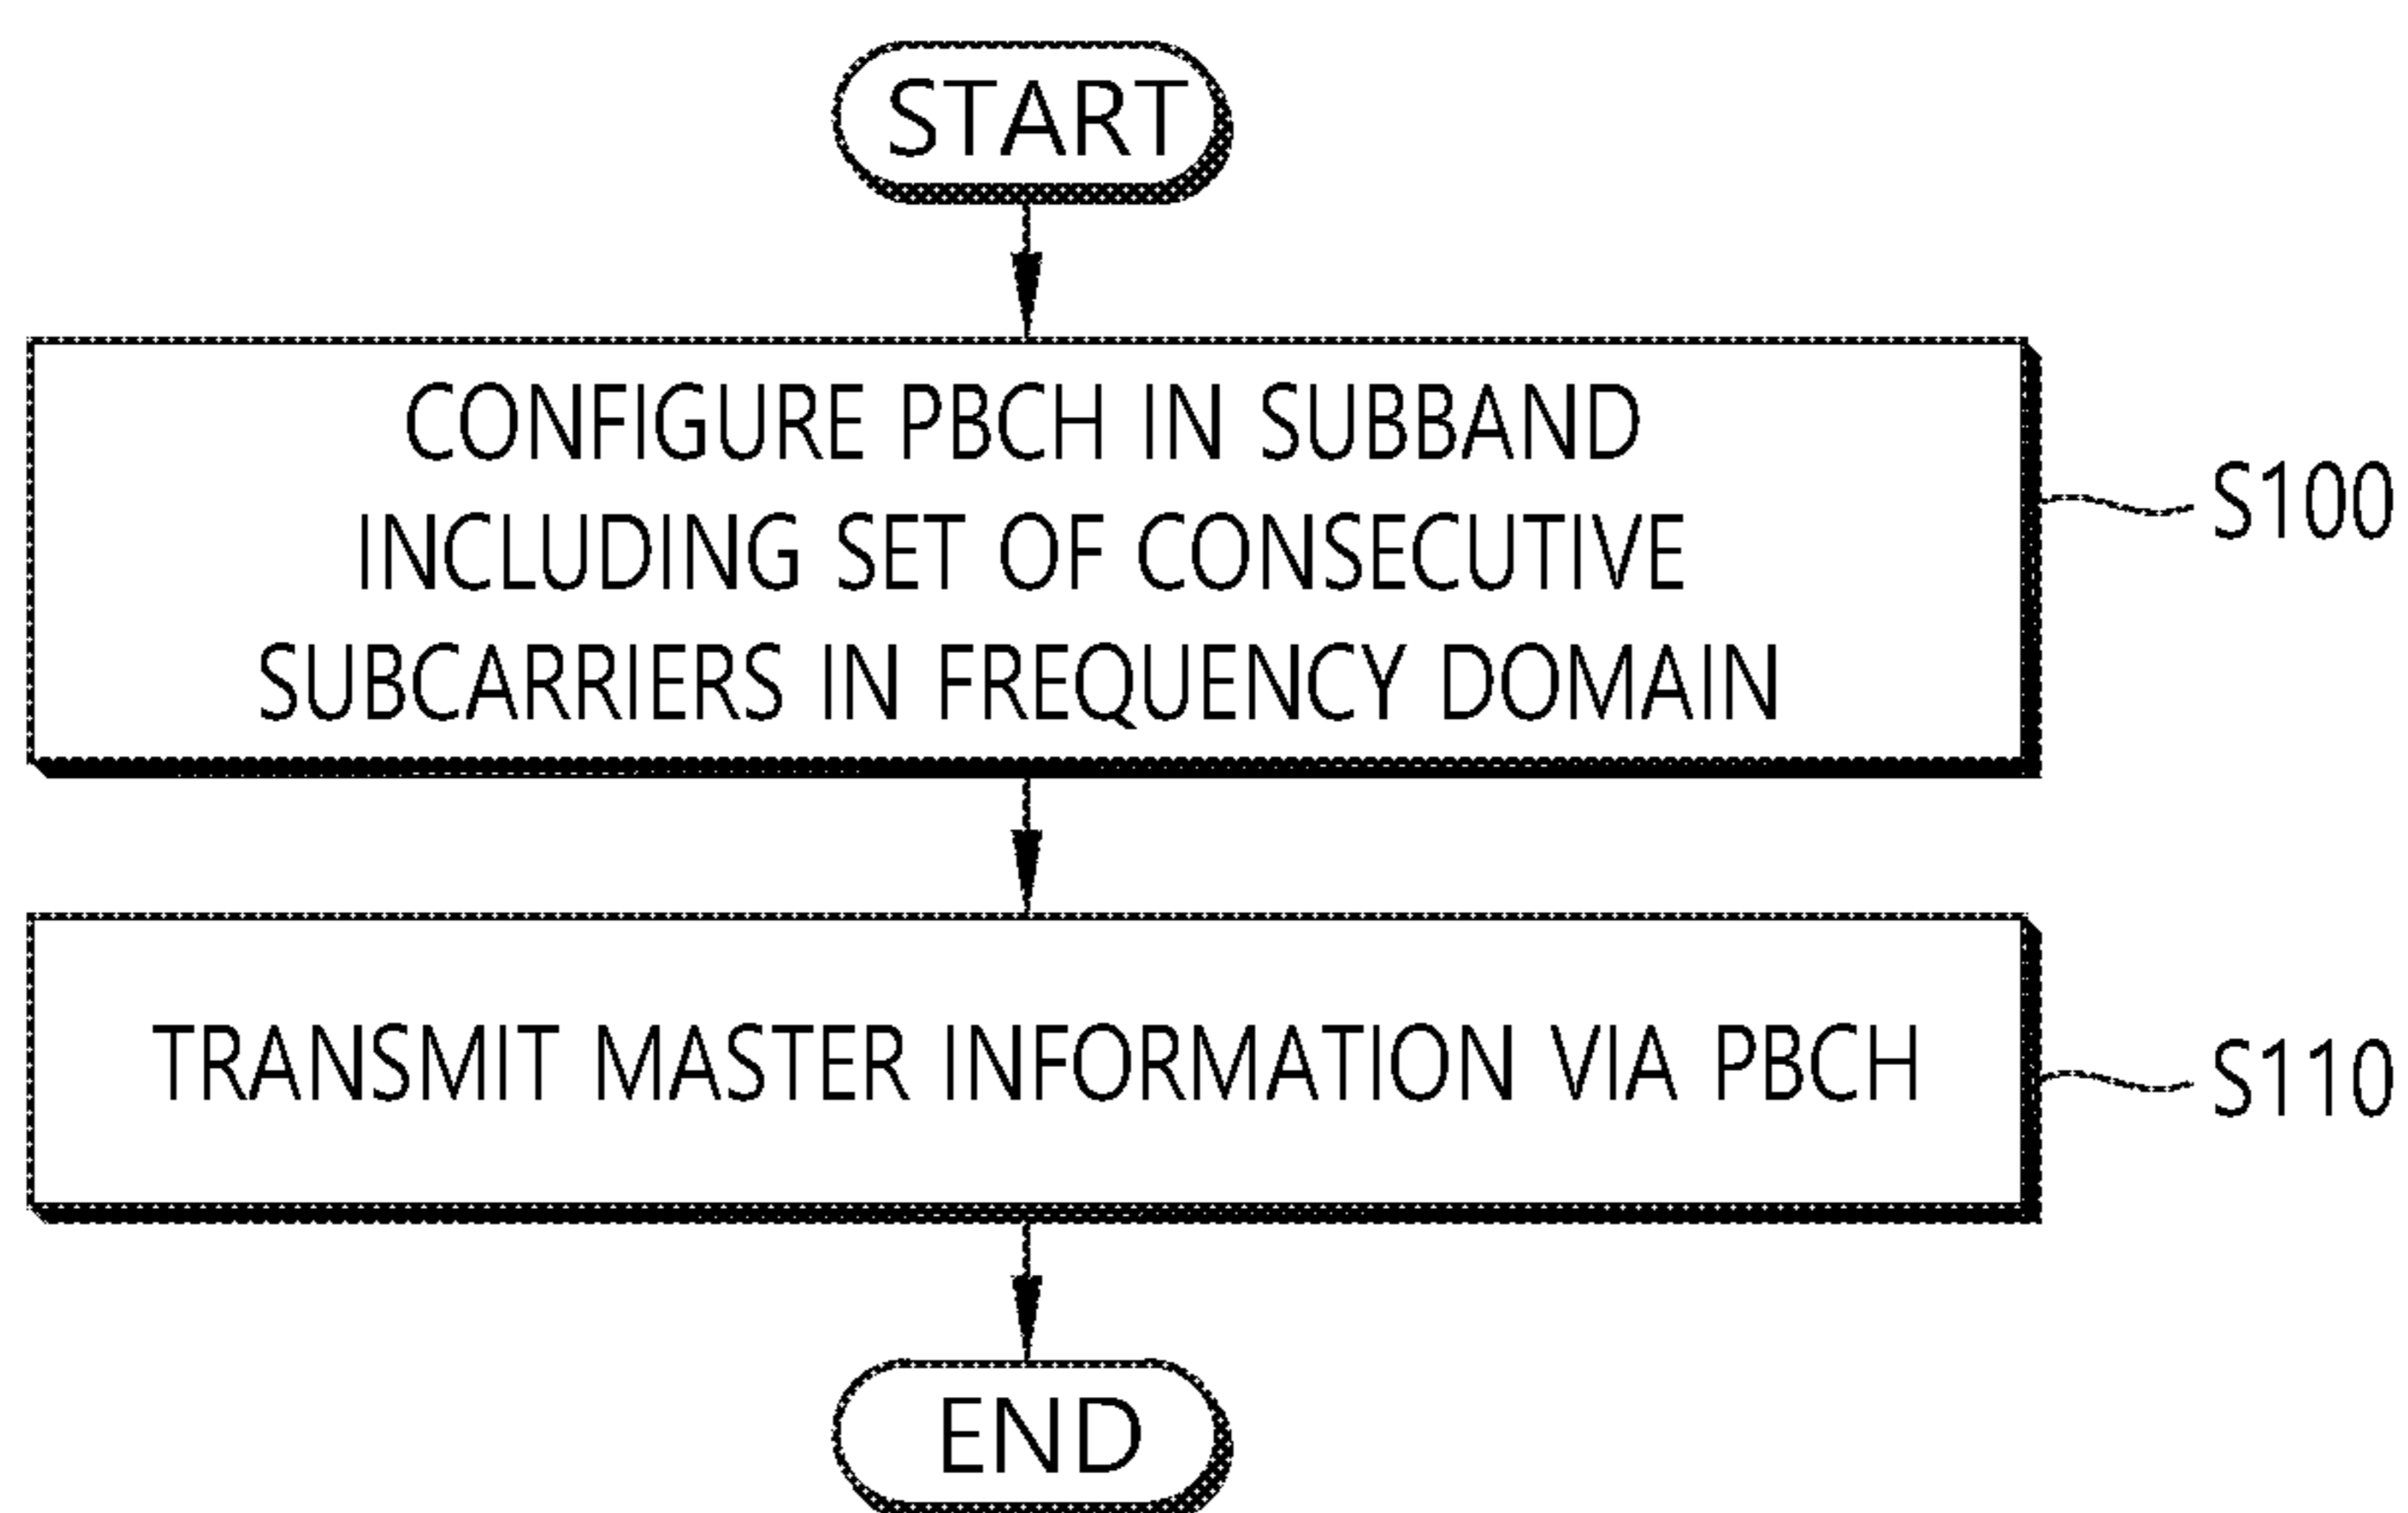 START
CONFIGURE PBCH IN SUBBAND
INCLUDING SET OF CONSECUTIVE
SUBCARRIERS IN FREQUENCY DOMAIN
S100
TRANSMIT MASTER INFORMATION VIA PBCH
S110
END